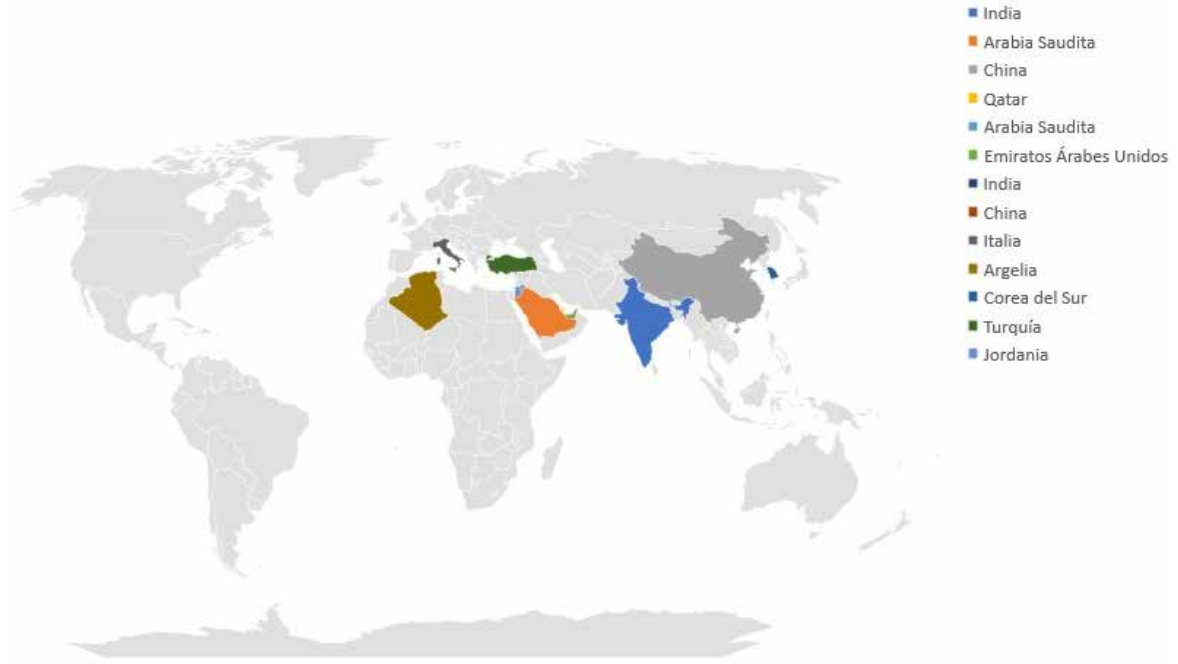 India
Arabia Saudita
China
Qatar
Arabia Saudita
Emiratos Árabes Unidos
India
China
Italia
Argelia
Corea del Sur
Turquía
Jordania